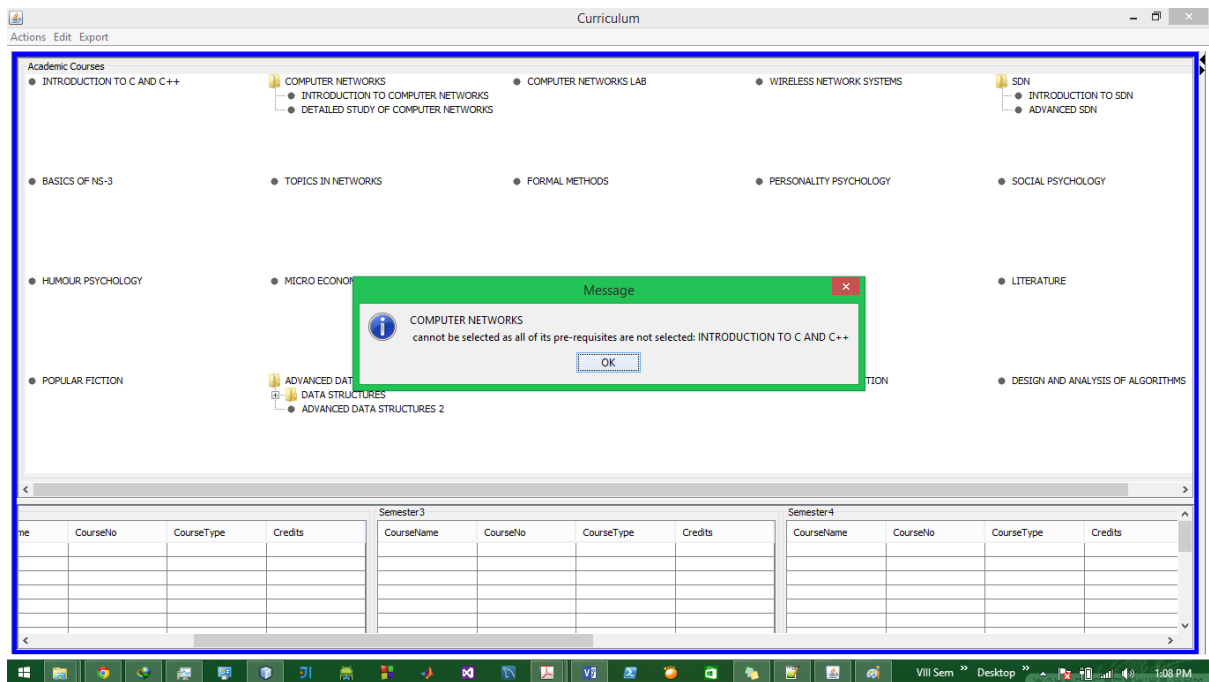 Curriculum
Actions Edit Export
Academic Courses
INTRODUCTION TO C AND C++
COMPUTER NETWORKS
INTRODUCTION TO COMPUTER NETWORKS
DETAILED STUDY OF COMPUTER NETWORKS
COMPUTER NETWORKS LAB
WIRELESS NETWORK SYSTEMS
SDN
INTRODUCTION TO SDN
ADVANCED SDN
BASICS OF NS-3
TOPICS IN NETWORKS
FORMAL METHODS
PERSONALITY PSYCHOLOGY
SOCIAL PSYCHOLOGY
HUMOUR PSYCHOLOGY
MICRO ECONOM
LITERATURE
Message
COMPUTER NETWORKS
cannot be selected as all of its pre-requisites are not selected: INTRODUCTION TO C AND C++
OK
POPULAR FICTION
ADVANCED DAT
DATA STRUCTURES
ADVANCED DATA STRUCTURES 2
TION
DESIGN AND ANALYSIS OF ALGORITHMS
Semester3
Semester4
me CourseNo CourseType Credits CourseName CourseNo CourseType Credits CourseName CourseNo CourseType Credits
VIII Sem Desktop 1:08 PM